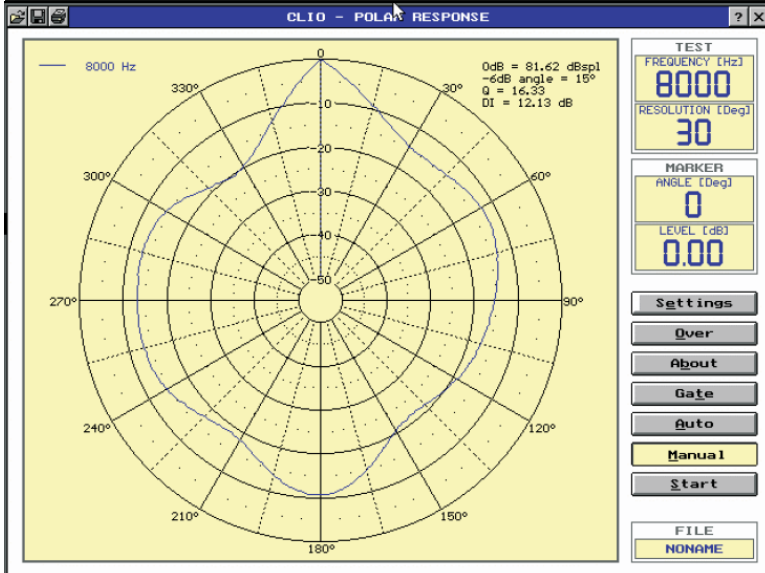 CLIO - POLAR RESPONSE
? X
8000 Hz
0dB = 81.62 dBspl
-6dB angle = 15°
Q = 16.33
DI = 12.13 dB
0
330° 30°
-10
-20
300° 60°
-30
-40
-50
270° 90°
240° 120°
210° 150°
180°
TEST
FREQUENCY [Hz]
8000
RESOLUTION [Deg]
30
MARKER
ANGLE [Deg]
0
LEVEL [dB]
0.00
Settings
Over
About
Gate
Auto
Manual
Start
FILE
NONAME